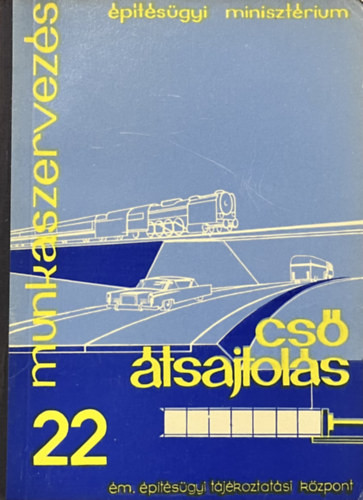 építésügyi minisztérium
munkaszervezés
22
cső
átsajtolás
ém. építésügyi tájékoztatási központ